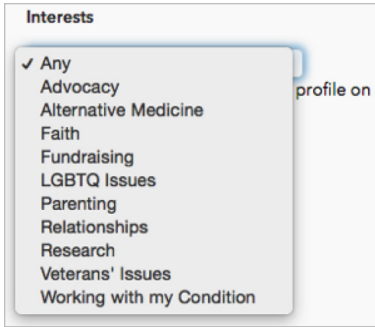 Interests
✓ Any
Advocacy
profile on
Alternative Medicine
Faith
Fundraising
LGBTQ Issues
Parenting
Relationships
Research
Veterans' Issues
Working with my Condition